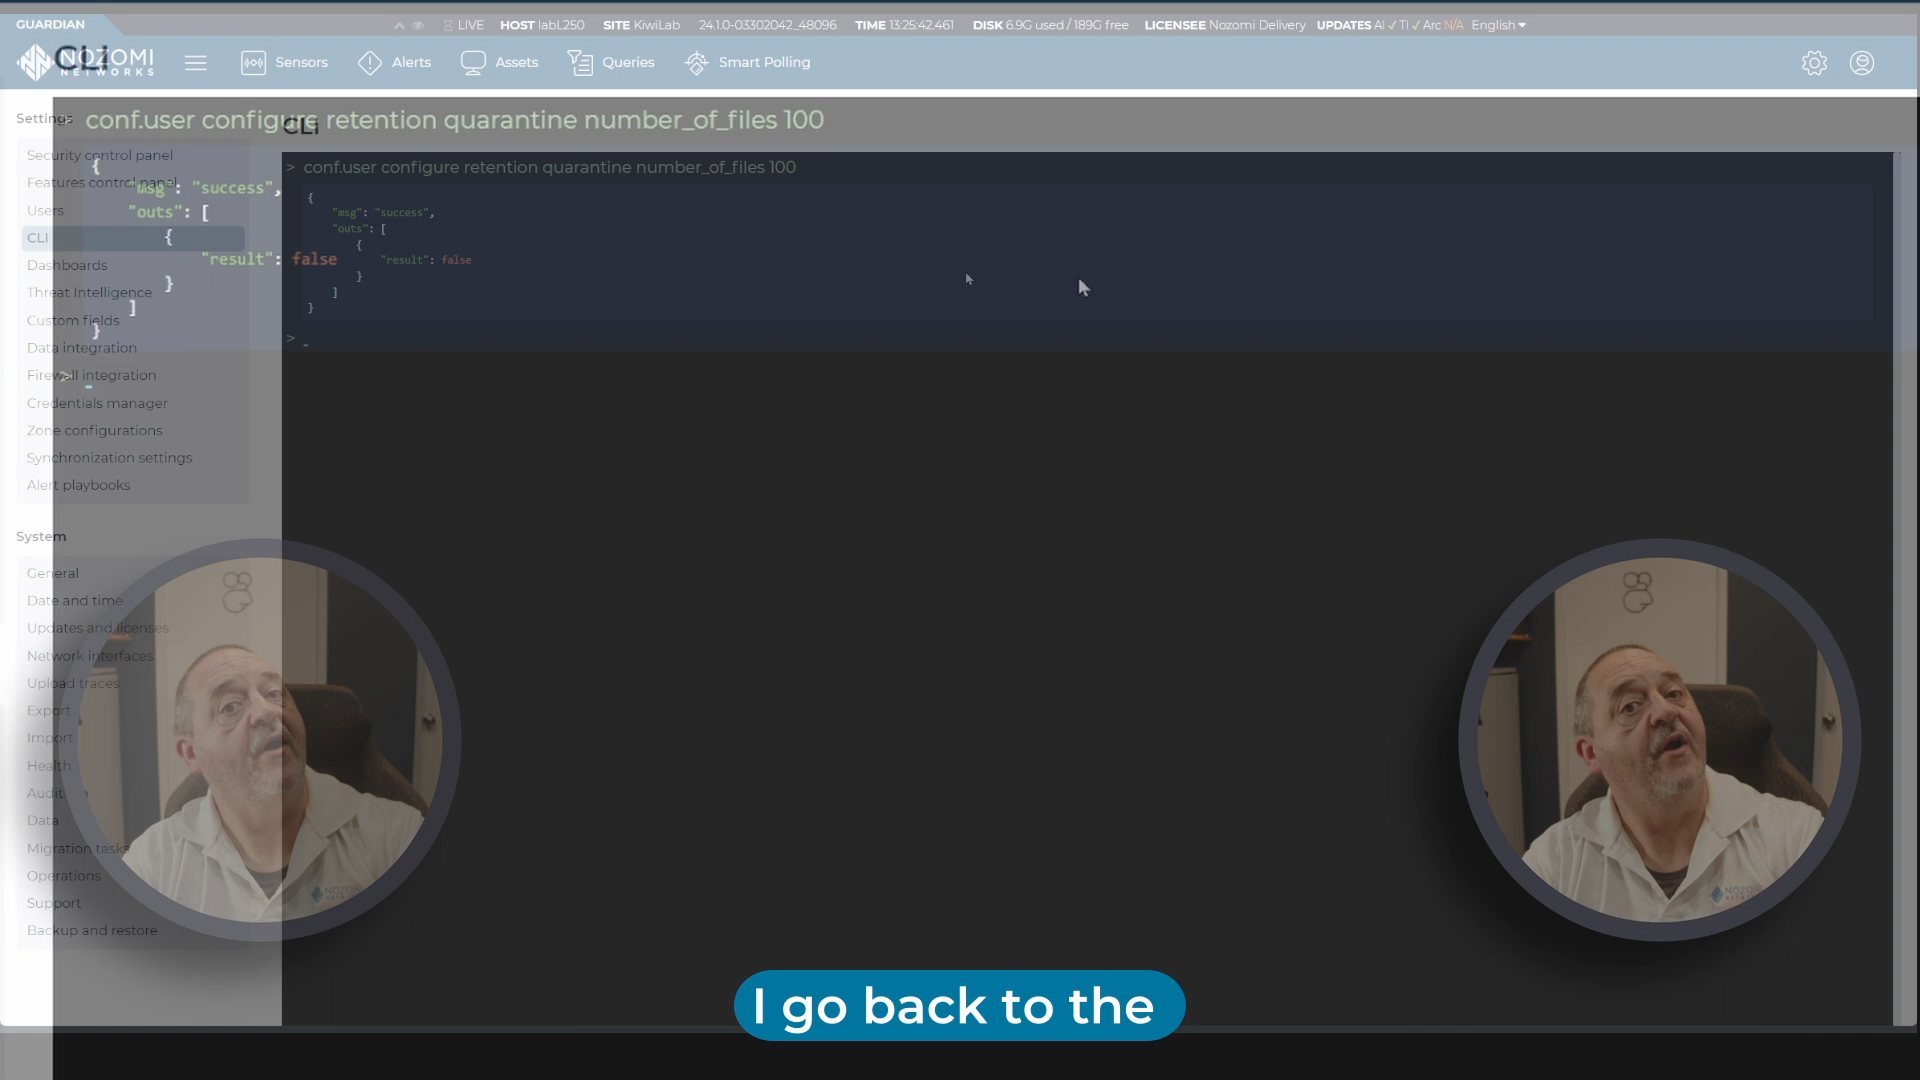 GUARDIAN
LIVE HOST labl.250 SITE KiwiLab 24.1.0-03302042_48096 TIME 13:25:42.461 DISK 6.9G used / 189G free LICENSEE Nozomi Delivery UPDATES AI ✓ TI ✓ Arc N/A English
CLI
NOZOMI
NETWORKS
Sensors Alerts Assets Queries Smart Polling
Settings
conf.user configure retention quarantine number_of_files 100
{
"msg": "success",
"outs": [
{
"result": false
}
]
}
> -
CLI
> conf.user configure retention quarantine number_of_files 100
{
"msg": "success",
"outs": [
{
"result": false
}
]
}
> -
Security control panel
Features control panel
Users
CLI
Dashboards
Threat Intelligence
Custom fields
Data integration
Firewall integration
Credentials manager
Zone configurations
Synchronization settings
Alert playbooks
System
General
Date and time
Updates and licenses
Network interfaces
Upload traces
Export
Import
Health
Audit
Data
Migration tasks
Operations
Support
Backup and restore
I go back to the